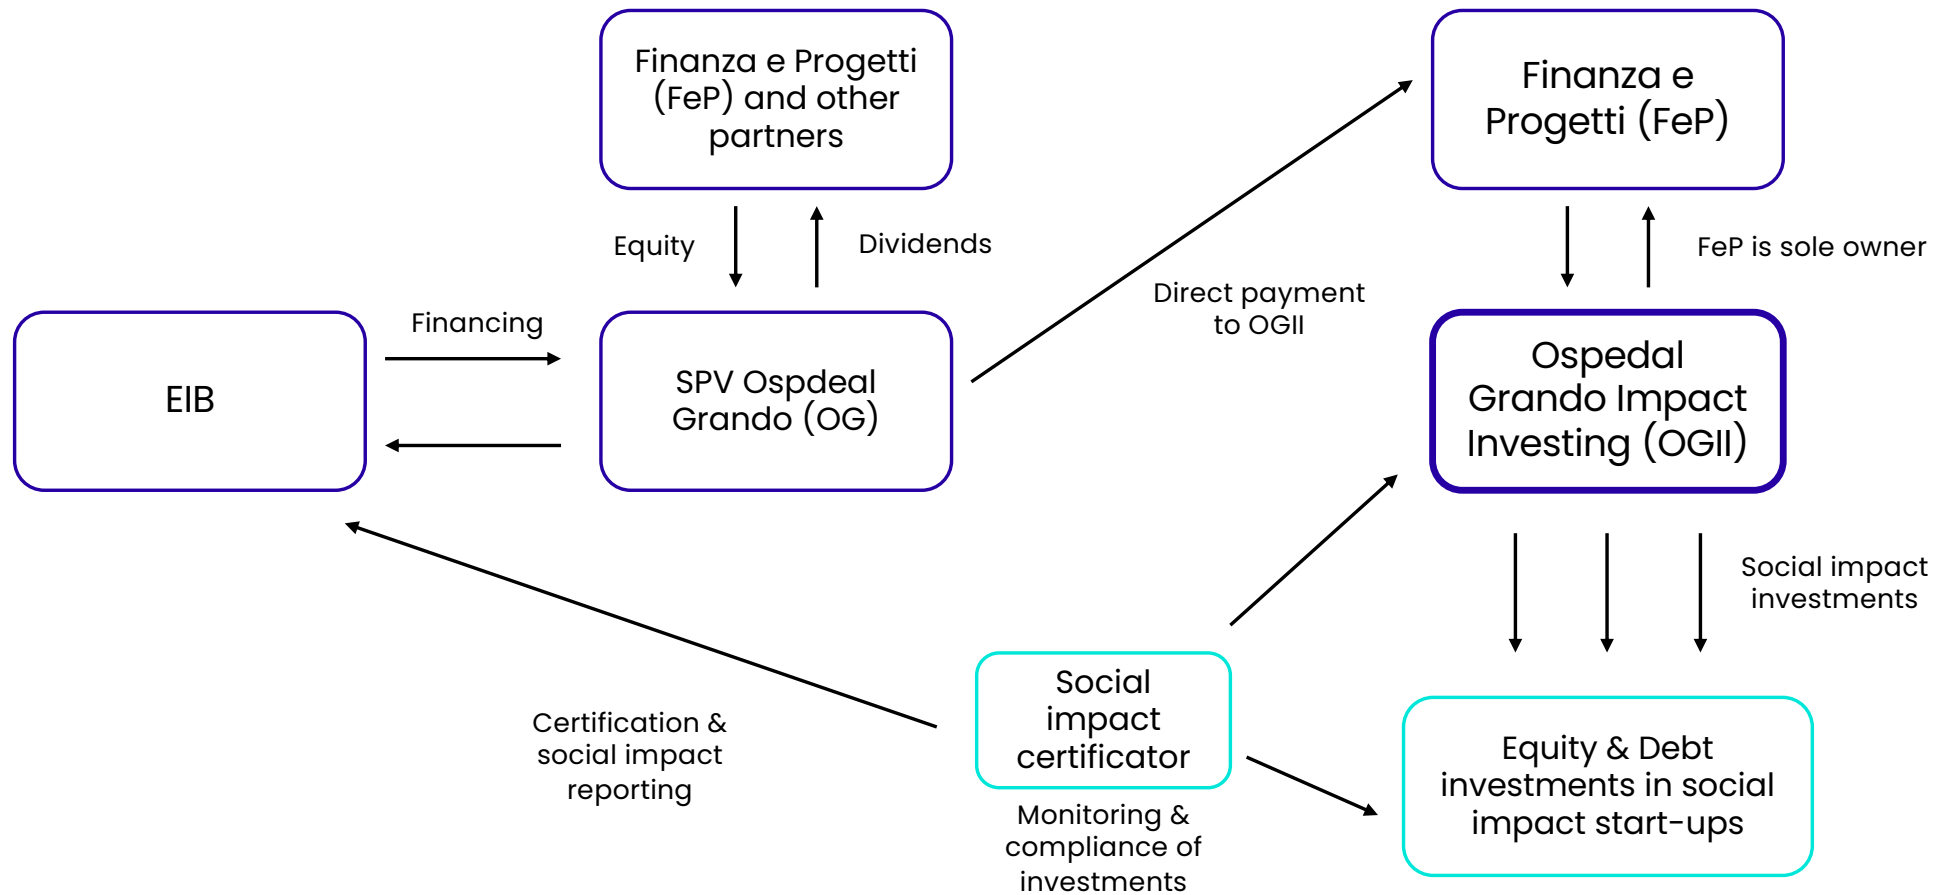 Finanza e Progetti
(FeP) and other
partners
Finanza e
Progetti (FeP)
Equity
Dividends
FeP is sole owner
Direct payment
to OGII
Financing
EIB
SPV Ospdeal
Grando (OG)
Ospedal
Grando Impact
Investing (OGII)
Social impact
investments
Certification &
social impact
reporting
Social
impact
certificator
Monitoring &
compliance of
investments
Equity & Debt
investments in social
impact start-ups